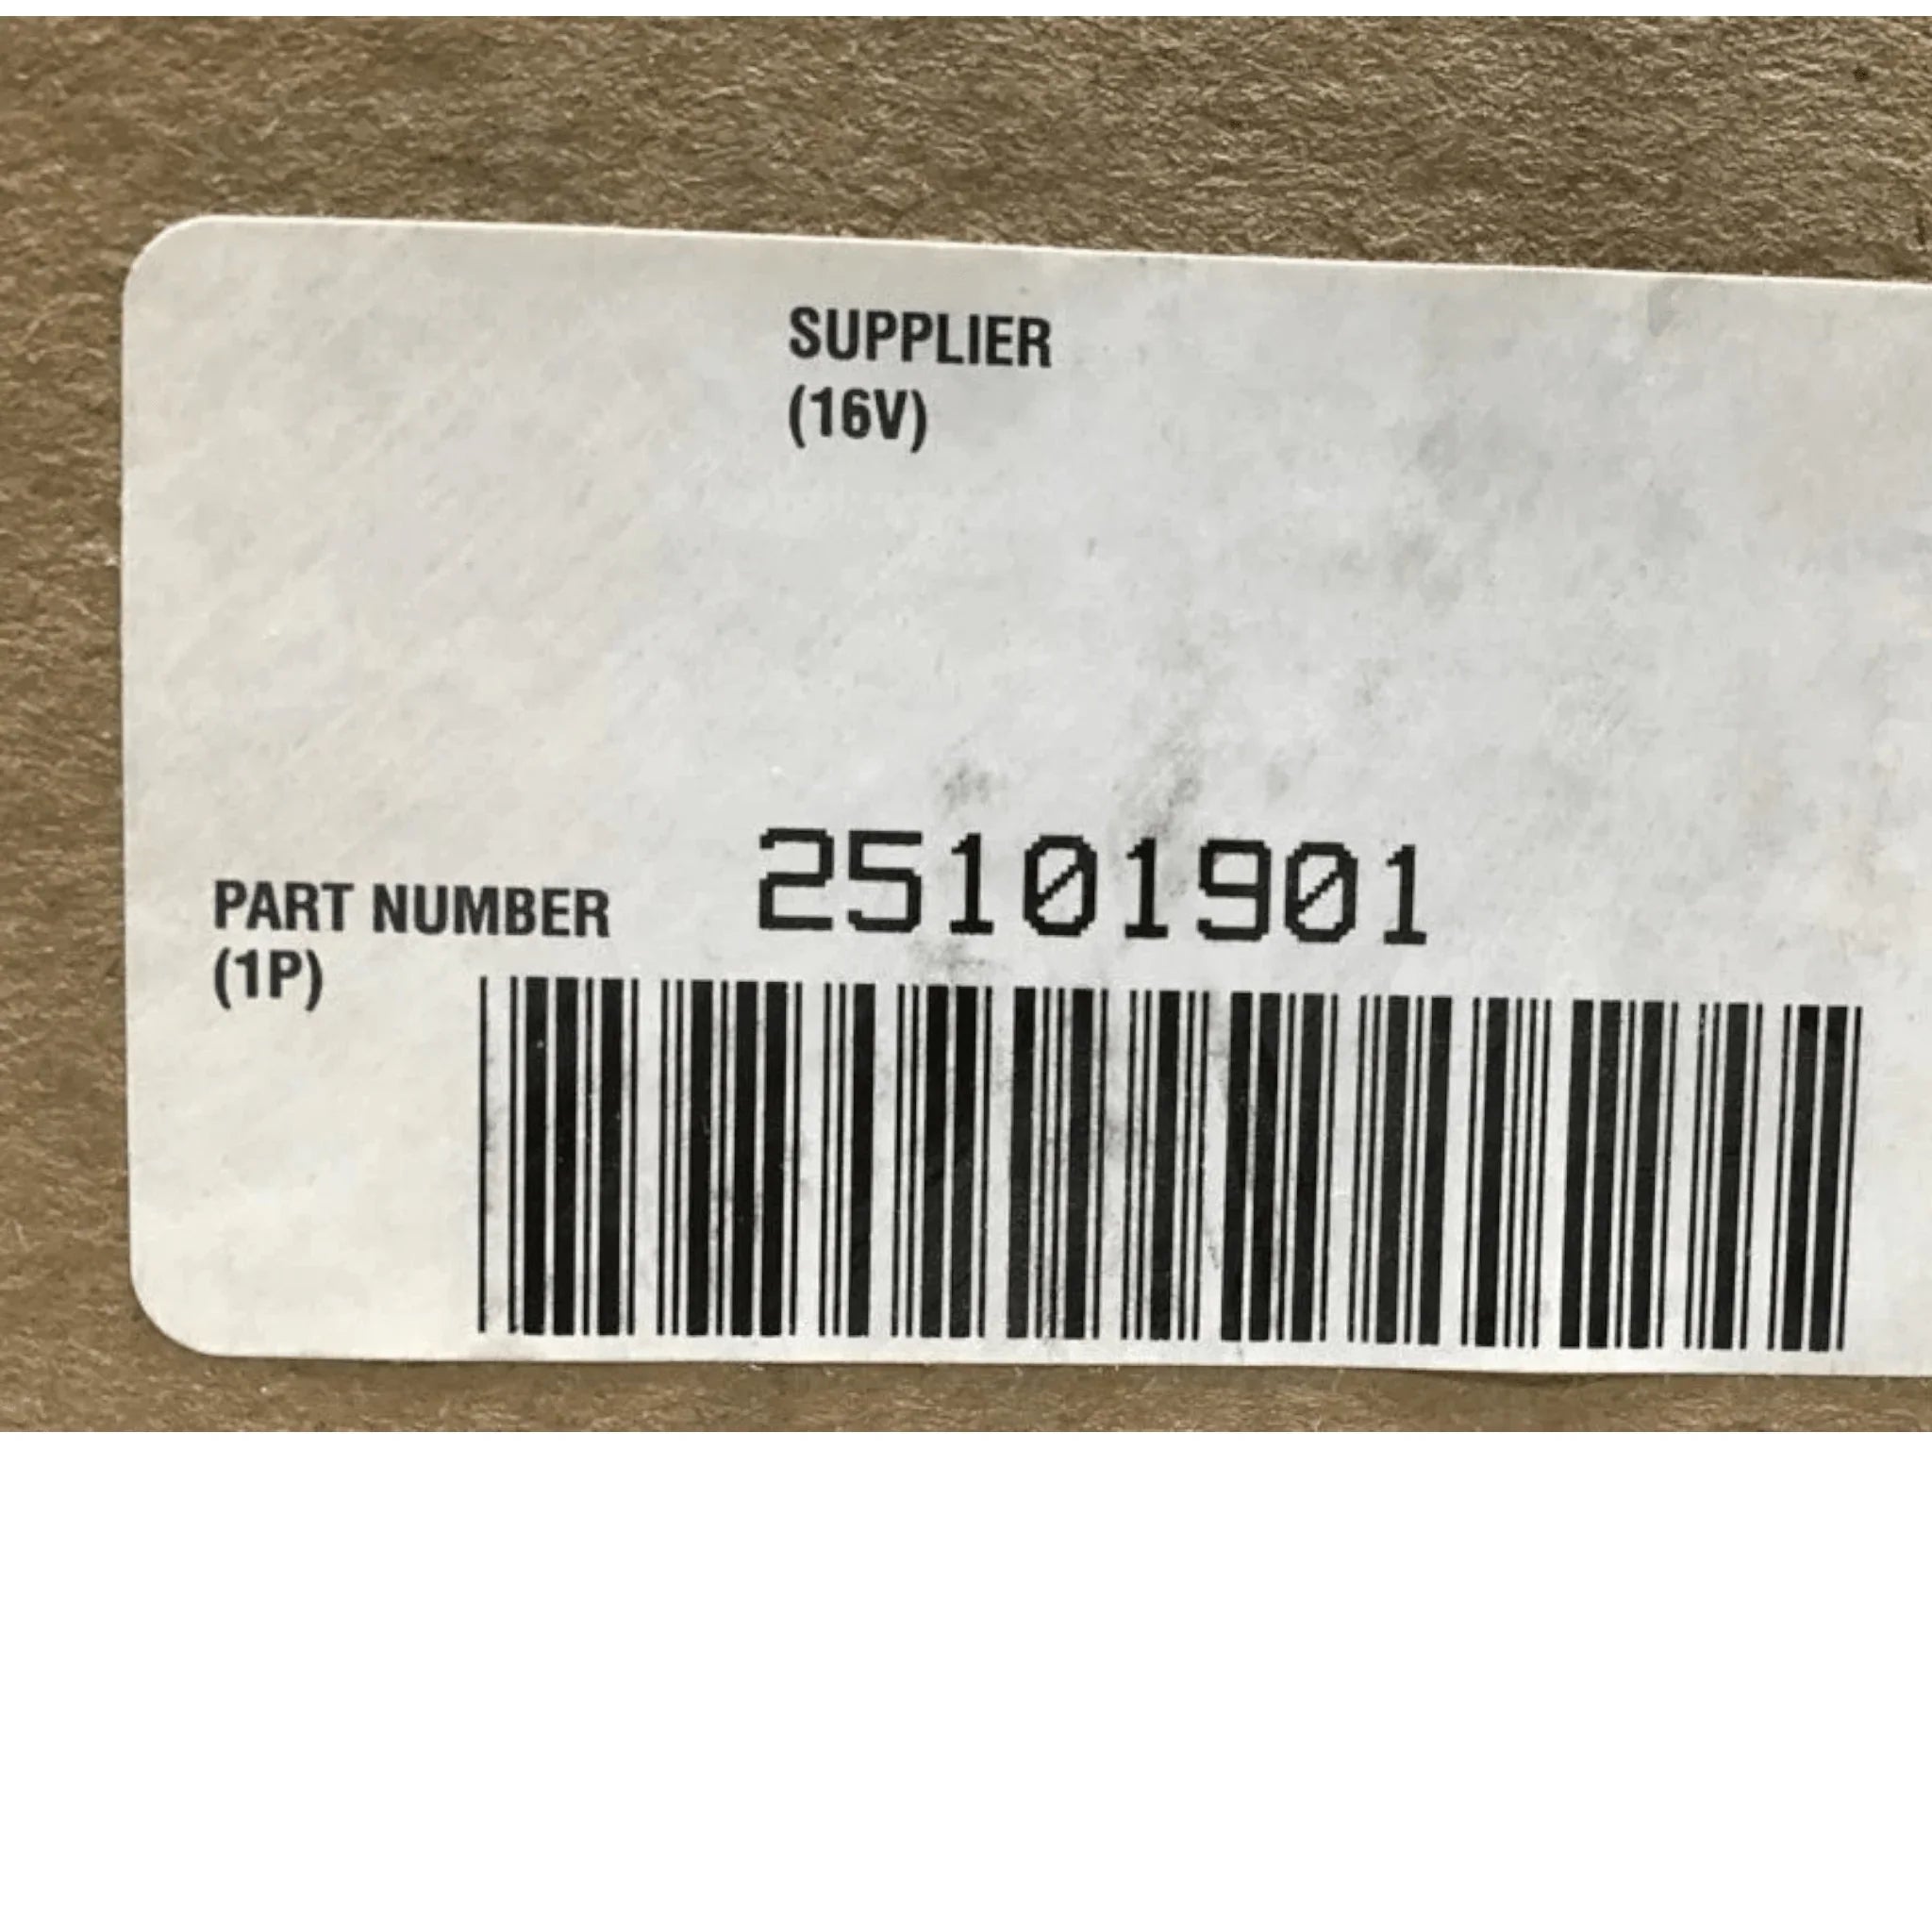 SUPPLIER
(16V)
25101901
PART NUMBER
(1P)